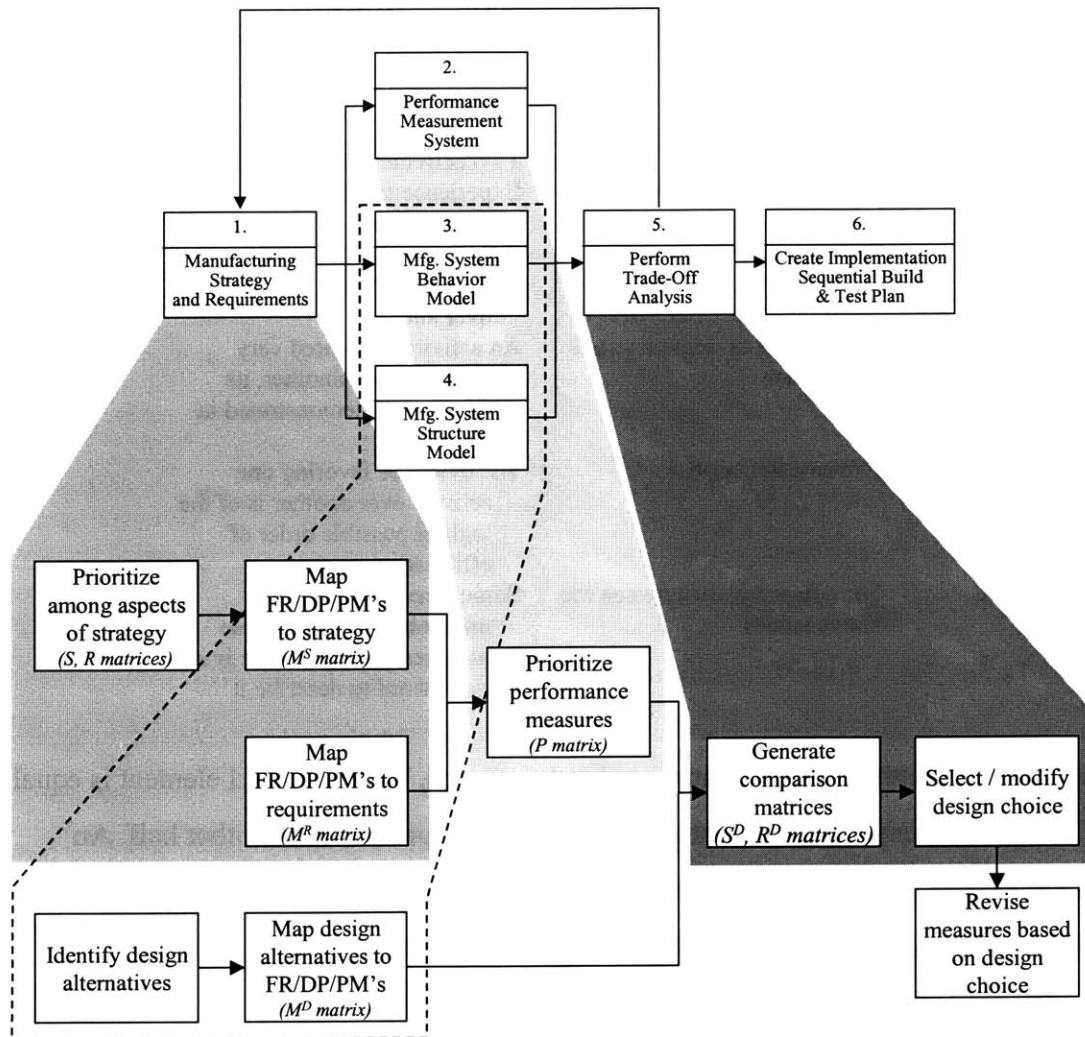 2.
Performance
Measurement
System
1.
Manufacturing
Strategy
and Requirements
3.
Mfg. System
Behavior
Model
5.
Perform
Trade-Off
Analysis
6.
Create Implementation
Sequential Build
& Test Plan
4.
Mfg. System
Structure
Model
Prioritize
among aspects
of strategy
(S, R matrices)
Map
FR/DP/PM's
to strategy
(M^S matrix)
Prioritize
performance
measures
(P matrix)
Map
FR/DP/PM's to
requirements
(M^R matrix)
Generate
comparison
matrices
(S^D, R^D matrices)
Select / modify
design choice
Identify design
alternatives
Map design
alternatives to
FR/DP/PM's
(M^D matrix)
Revise
measures based
on design
choice